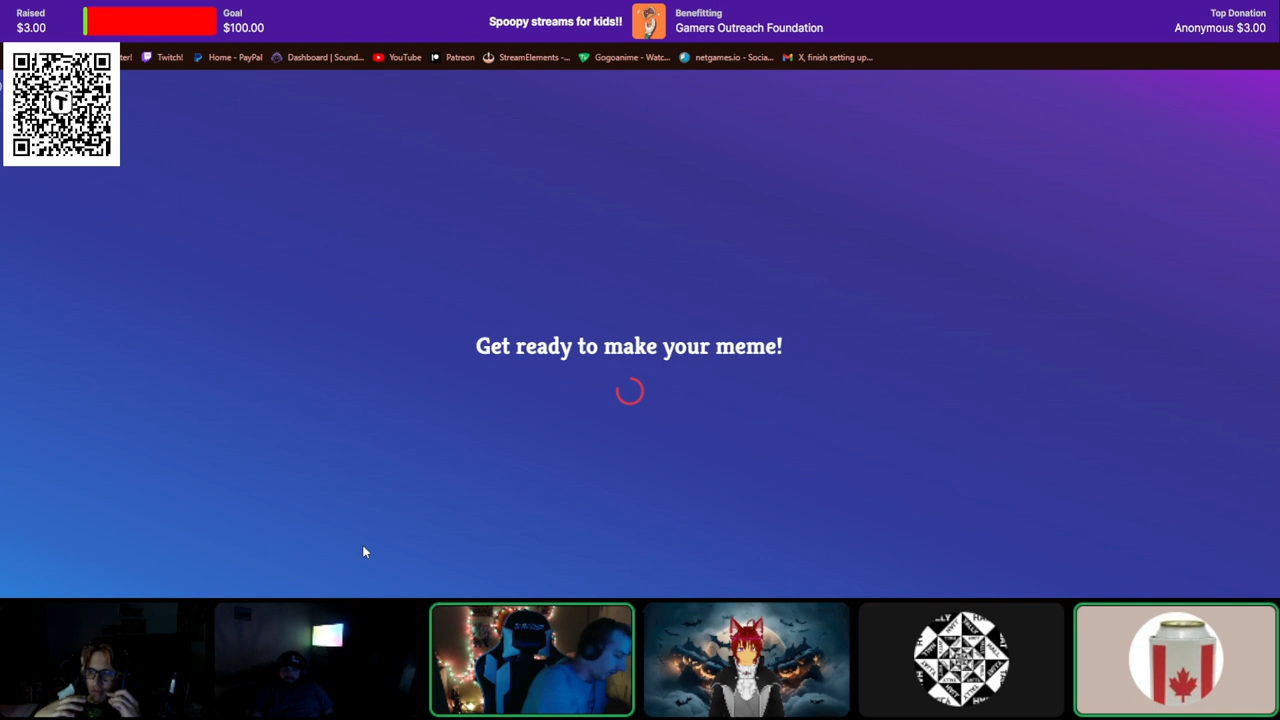 Raised
$3.00
Goal
$100.00
Spoopy streams for kids!!
Benefitting
Gamers Outreach Foundation
Top Donation
Anonymous $3.00
ter!
Twitch!
Home - PayPal
Dashboard | Sound...
YouTube
Patreon
StreamElements -...
Gogoanime - Watc...
netgames.io - Socia...
X, finish setting up...
Get ready to make your meme!